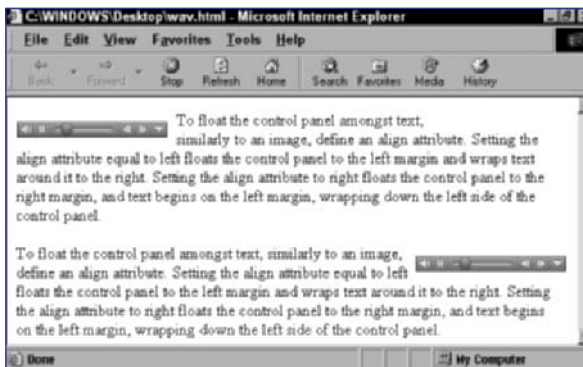 C:\WINDOWS\Desktop\wav.html - Microsoft Internet Explorer
File Edit View Favorites Tools Help
Back Forward Stop Refresh Home Search Favorites Media History
To float the control panel amongst text,
similarly to an image, define an align attribute. Setting the
align attribute equal to left floats the control panel to the left margin and wraps text
around it to the right. Setting the align attribute to right floats the control panel to the
right margin, and text begins on the left margin, wrapping down the left side of the
control panel.
To float the control panel amongst text, similarly to an image,
define an align attribute. Setting the align attribute equal to left
floats the control panel to the left margin and wraps text around it to the right. Setting
the align attribute to right floats the control panel to the right margin, and text begins
on the left margin, wrapping down the left side of the control panel.
Done My Computer